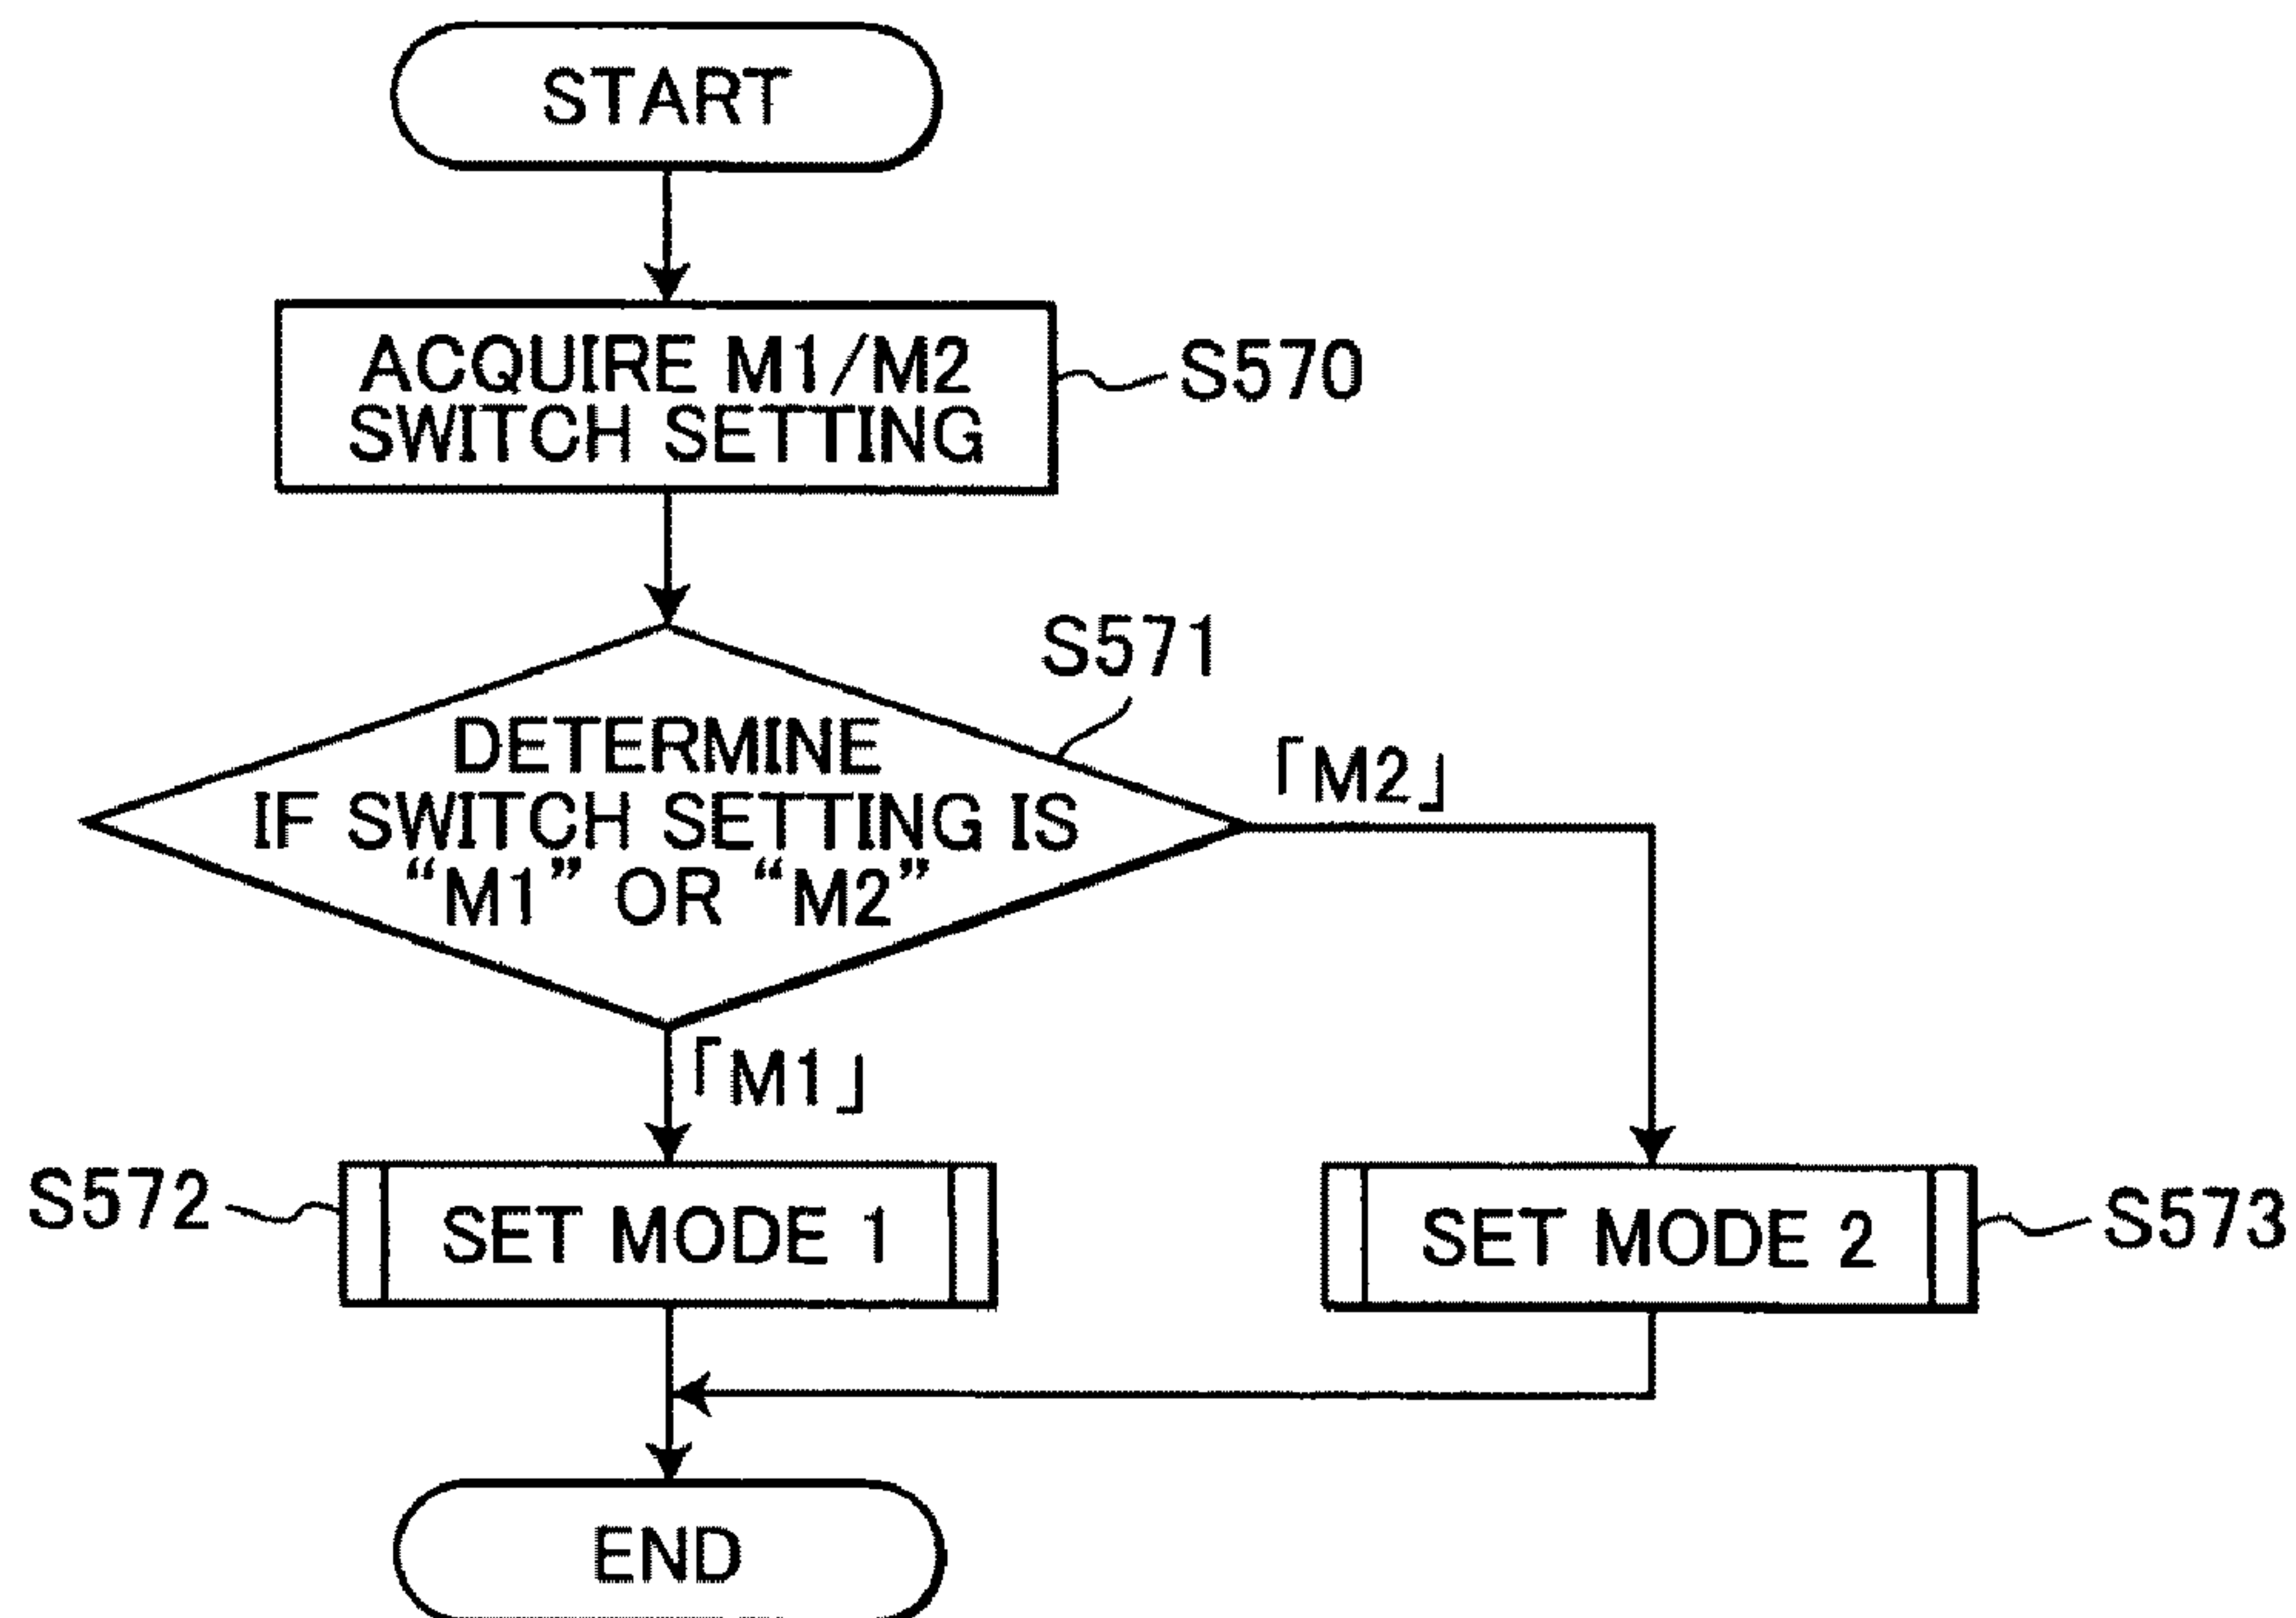 START
ACQUIRE M1/M2
SWITCH SETTING
S570
S571
DETERMINE
IF SWITCH SETTING IS
“M1” OR “M2”
「M2」
「M1」
S572
SET MODE 1
SET MODE 2
S573
END